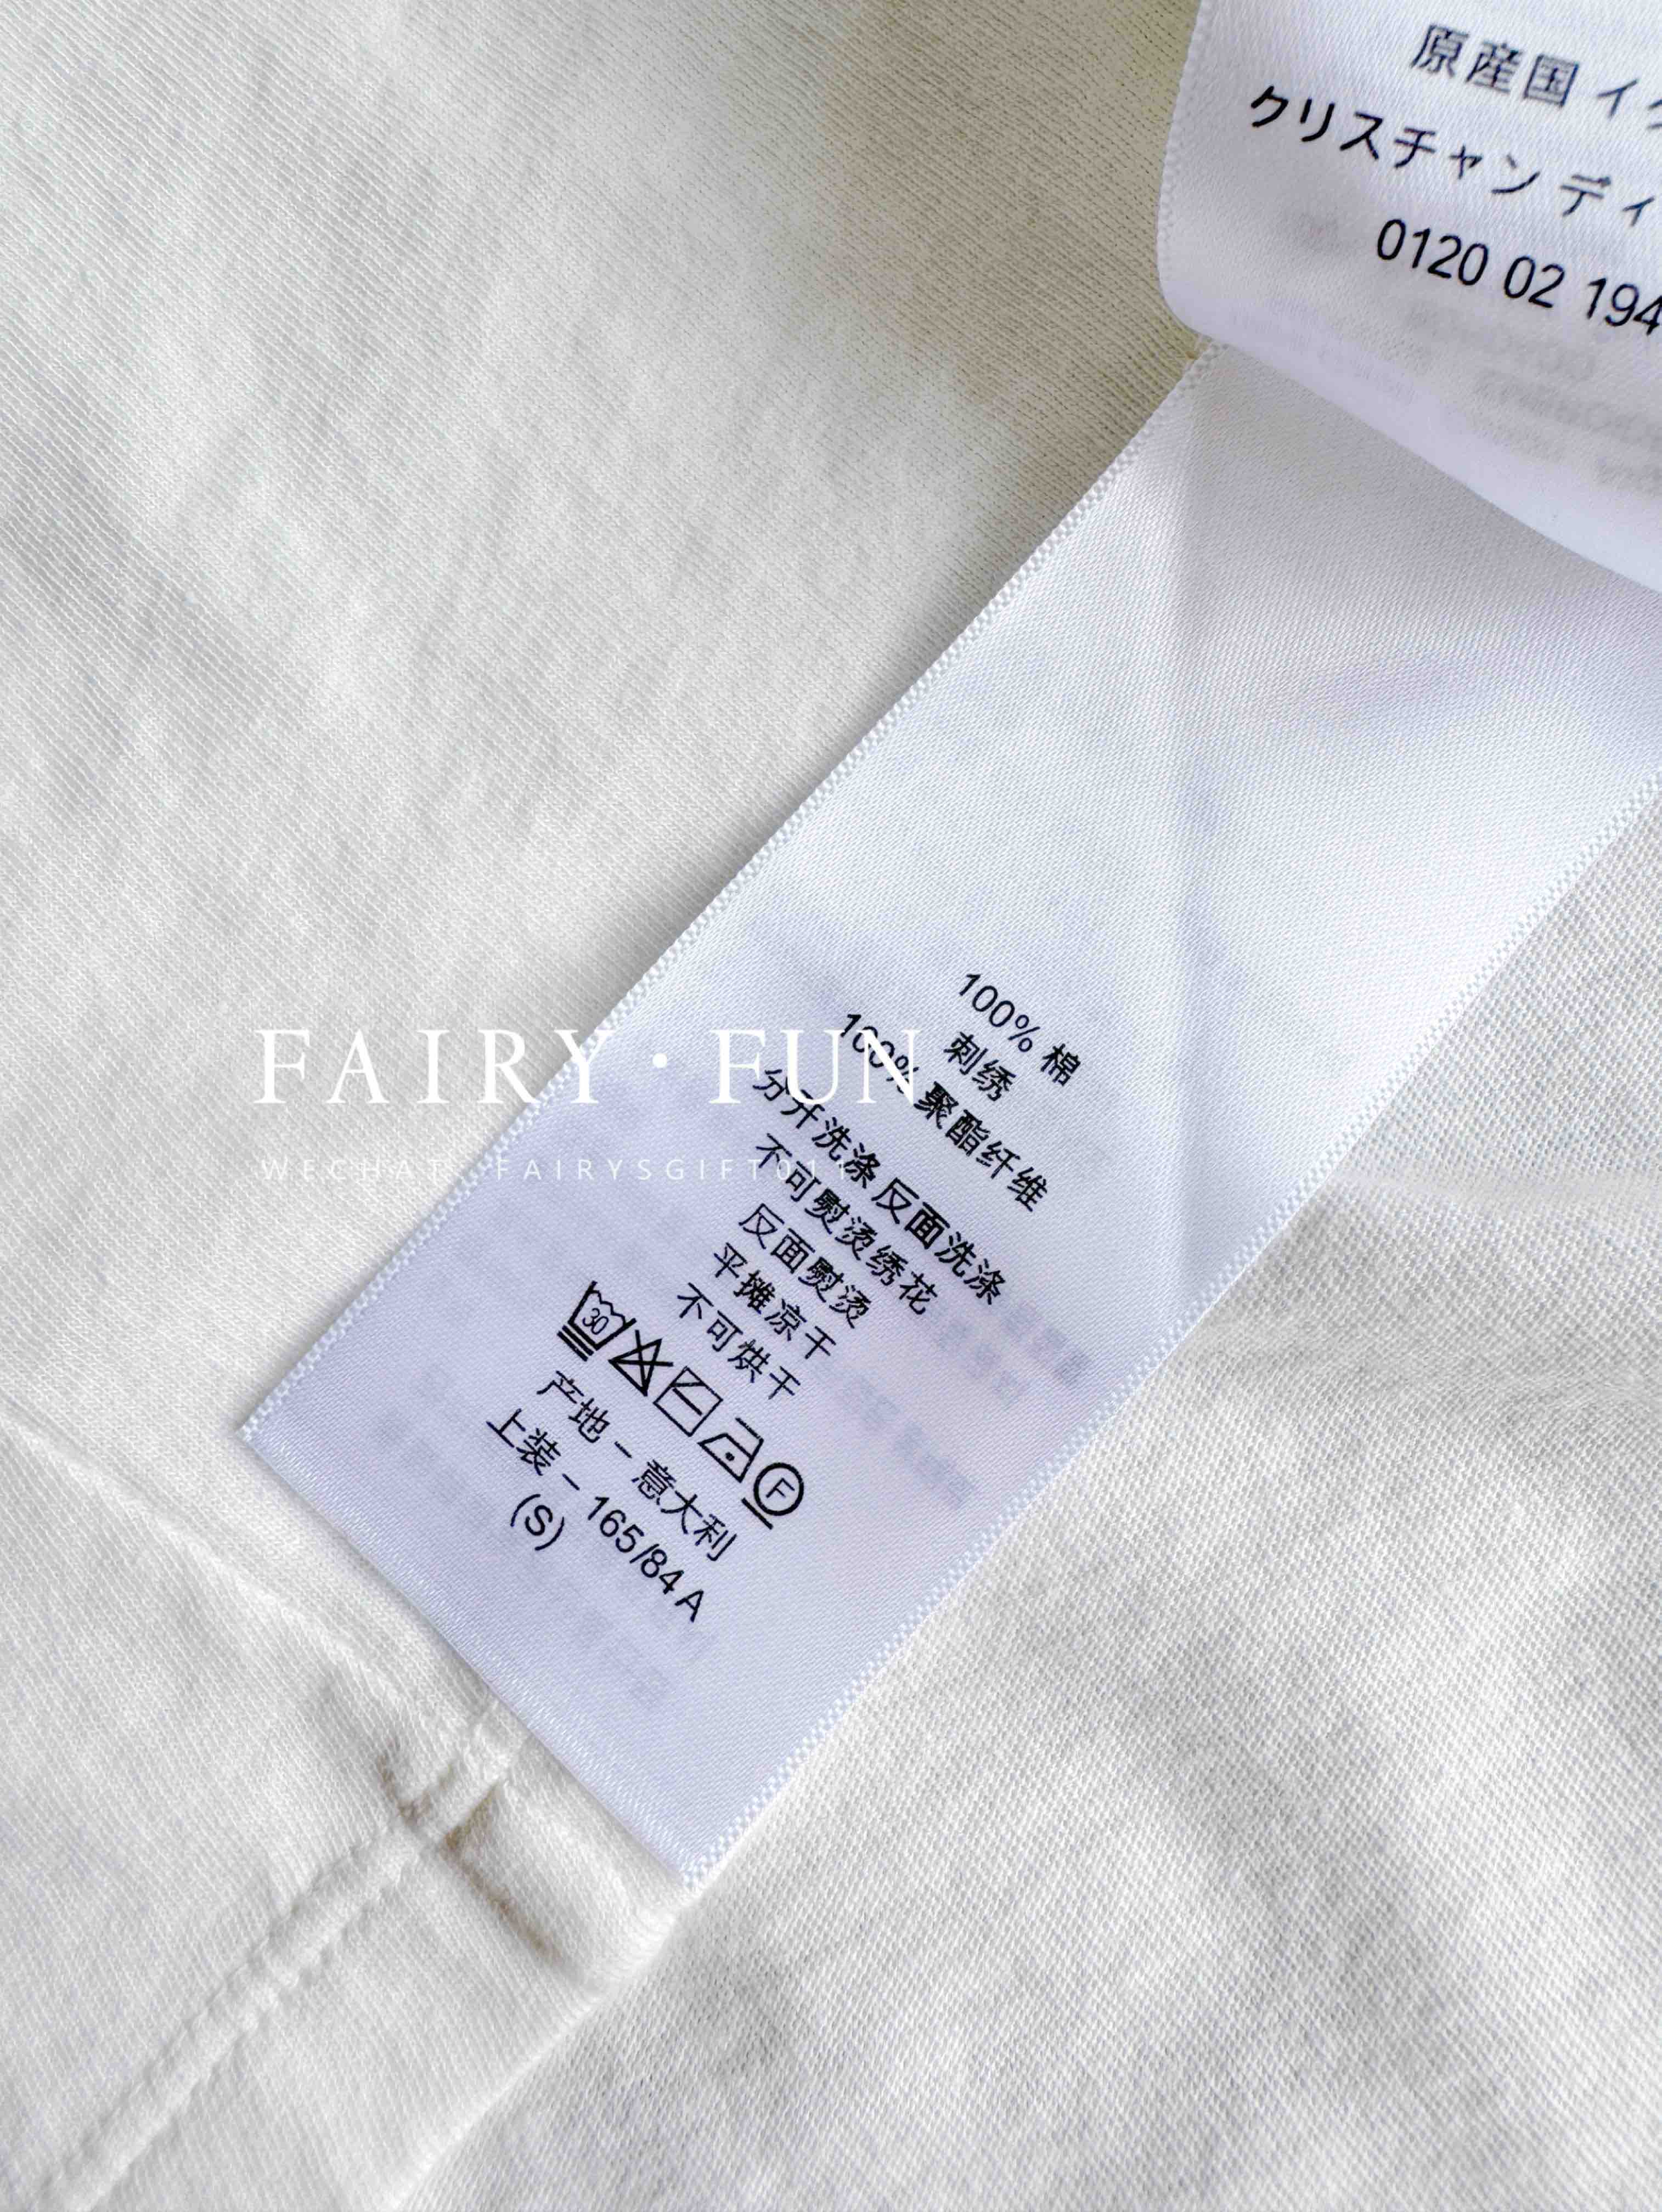 原産国 イタ
クリスチャン ディ
0120 02 194
100% 棉
刺绣
100% 聚酯纤维
分开洗涤 反面洗涤
不可熨烫绣花
反面熨烫
平摊凉干
不可烘干
30
F
产地 - 意大利
上装 - 165/84 A
(S)
FAIRY·FUN